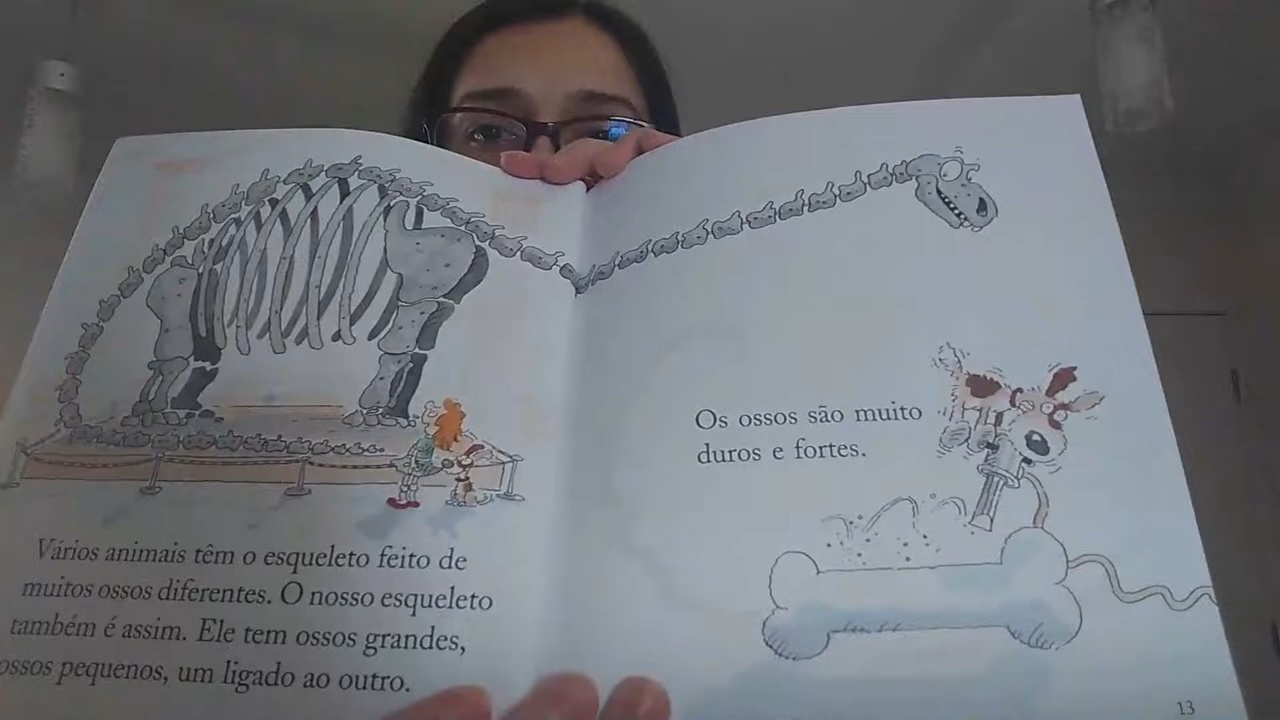 Vários animais têm o esqueleto feito de
muitos ossos diferentes. O nosso esqueleto
também é assim. Ele tem ossos grandes,
ossos pequenos, um ligado ao outro.
Os ossos são muito
duros e fortes.
13